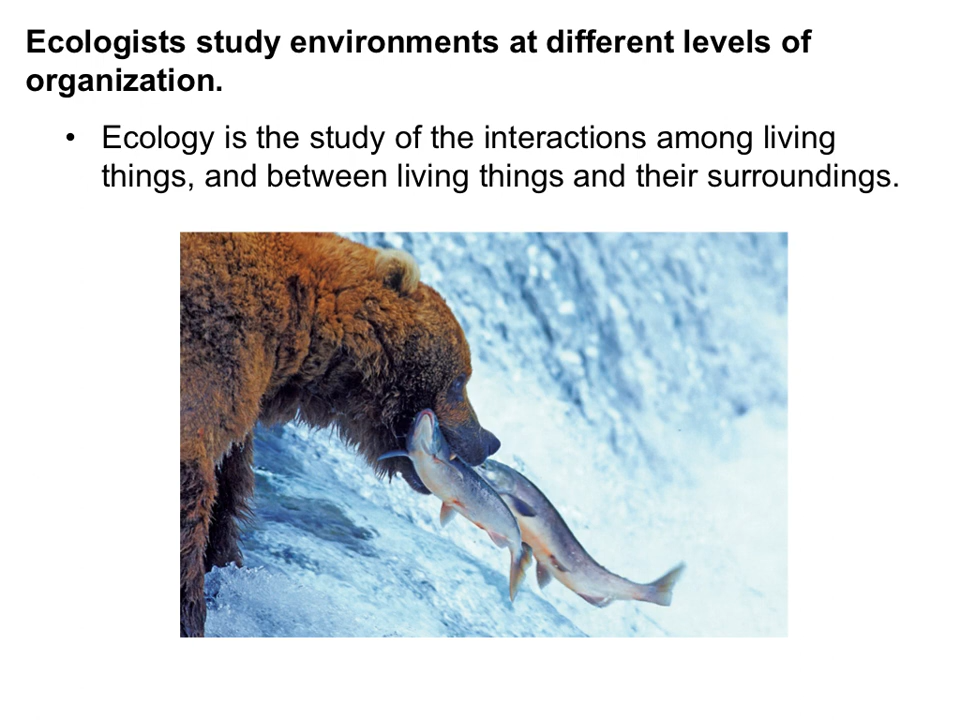 Ecologists study environments at different levels of
organization.
• Ecology is the study of the interactions among living
things, and between living things and their surroundings.